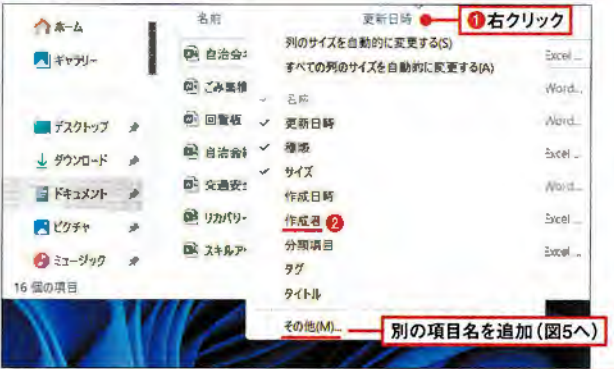 ホーム
ギャラリー
デスクトップ
ダウンロード
ドキュメント
ピクチャ
ミュージック
16 個の項目
名前
更新日時
❶右クリック
自治会
ごみ集積
回覧板
自治会
交通安全
リカバリー
スキルア
列のサイズを自動的に変更する(S)
すべての列のサイズを自動的に変更する(A)
名前
更新日時
種類
サイズ
作成日時
作成者 ❷
分類項目
タグ
タイトル
その他(M)...
別の項目名を追加(図5へ)
Excel ...
Word...
Word...
Excel ...
Word...
Excel ...
Excel ...